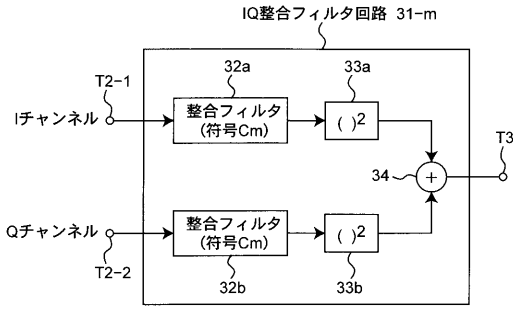 IQ整合フィルタ回路 31-m
T2-1
32a
33a
Iチャンネル
整合フィルタ
(符号Cm)
( )2
T3
34
+
Qチャンネル
整合フィルタ
(符号Cm)
( )2
T2-2
32b
33b